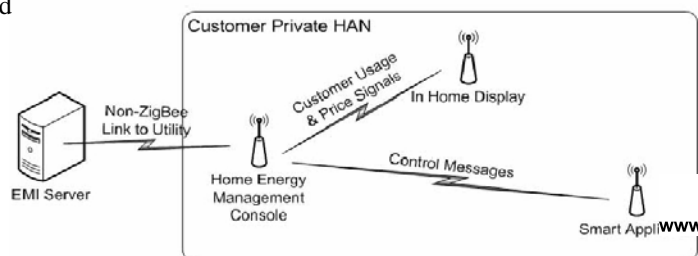 d
Customer Private HAN
Customer Usage
& Price Signals
In Home Display
Non-ZigBee
Link to Utility
EMI Server
Home Energy
Management
Console
Control Messages
Smart Appli
www